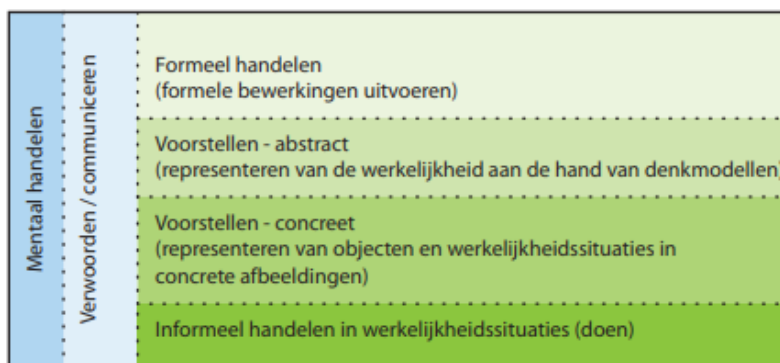 Mentaal handelen
Verwoorden / communiceren
Formeel handelen
(formele bewerkingen uitvoeren)
Voorstellen - abstract
(representeren van de werkelijkheid aan de hand van denkmodellen)
Voorstellen - concreet
(representeren van objecten en werkelijkheidssituaties in
concrete afbeeldingen)
Informeel handelen in werkelijkheidssituaties (doen)